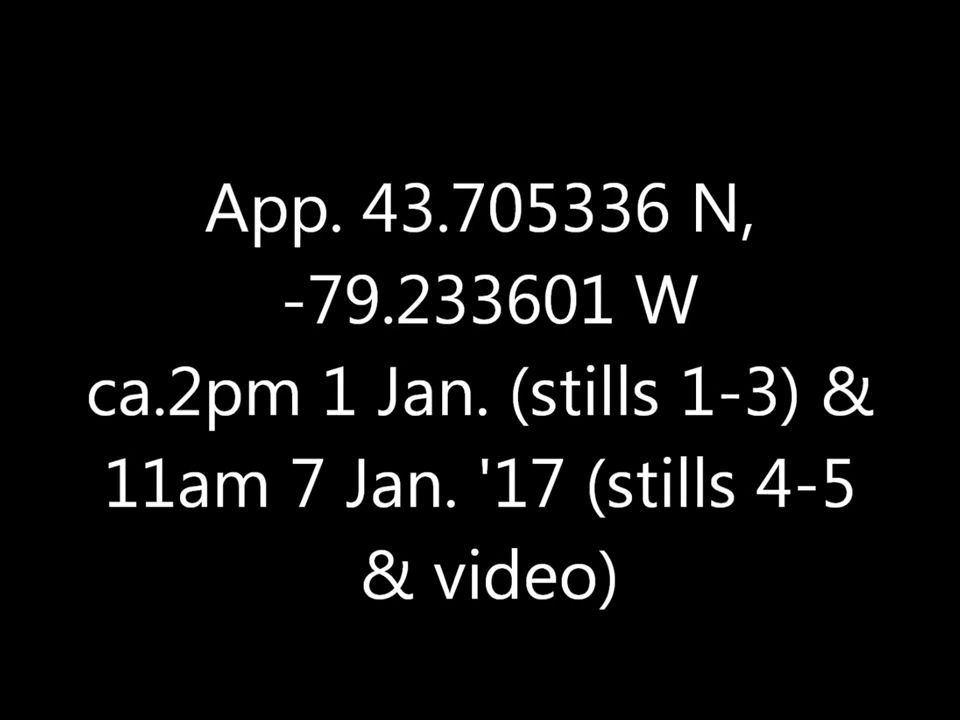 App. 43.705336 N,
-79.233601 W
ca.2pm 1 Jan. (stills 1-3) &
11am 7 Jan. '17 (stills 4-5
& video)